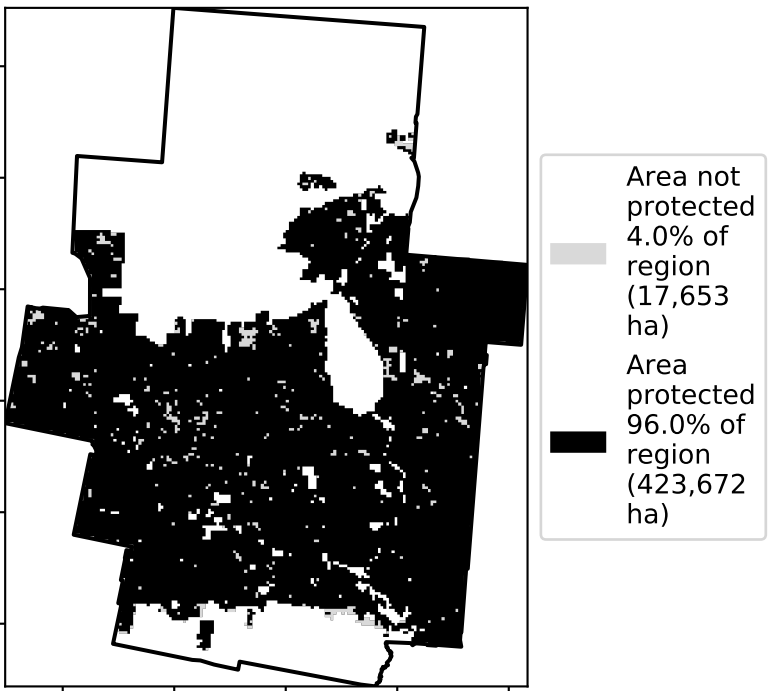 Area not
protected
4.0% of
region
(17,653
ha)
Area
protected
96.0% of
region
(423,672
ha)